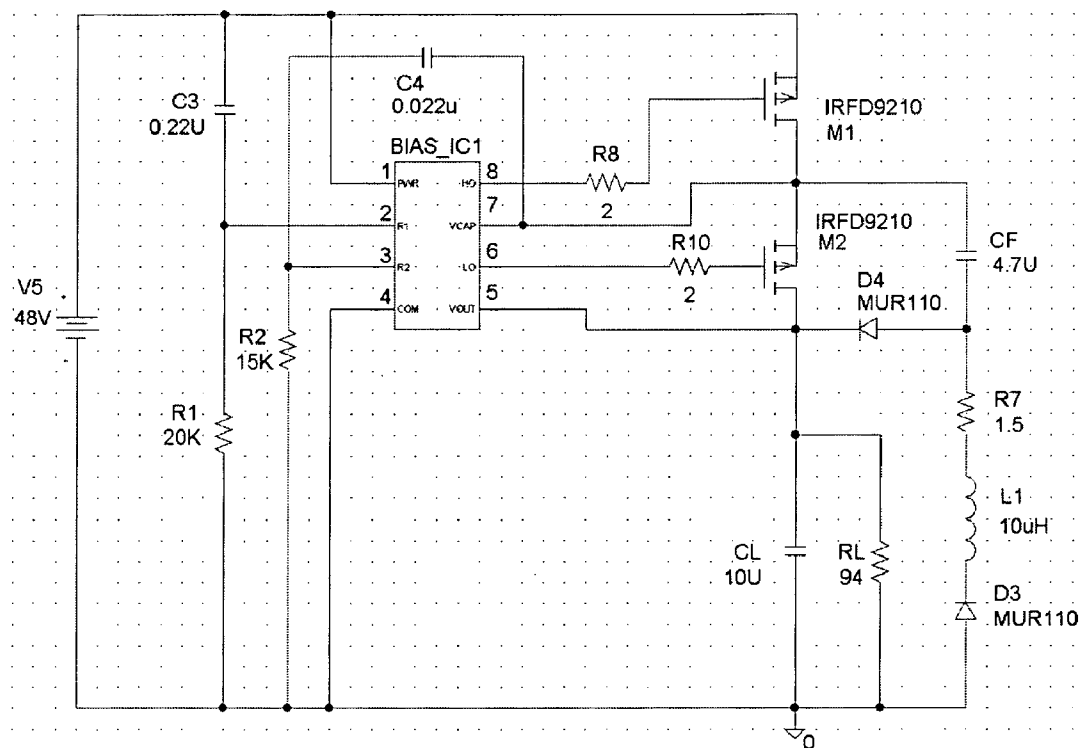 C3
0.22U
C4
0.022u
BIAS_IC1
1
PWR
HO
8
2
R1
VCAP
7
3
R2
LO
6
4
COM
VOUT
5
R8
2
R10
2
IRFD9210
M1
IRFD9210
M2
CF
4.7U
D4
MUR110
V5
48V
R2
15K
R1
20K
R7
1.5
L1
10uH
CL
10U
RL
94
D3
MUR110
0